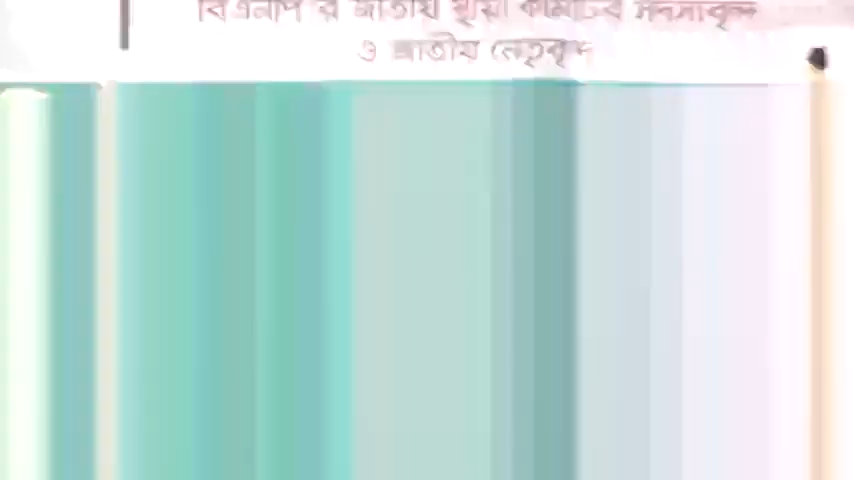 বিএনপি'র জাতীয় স্থায়ী কমিটির সদস্যবৃন্দ
ও জাতীয় নেতৃবৃন্দ